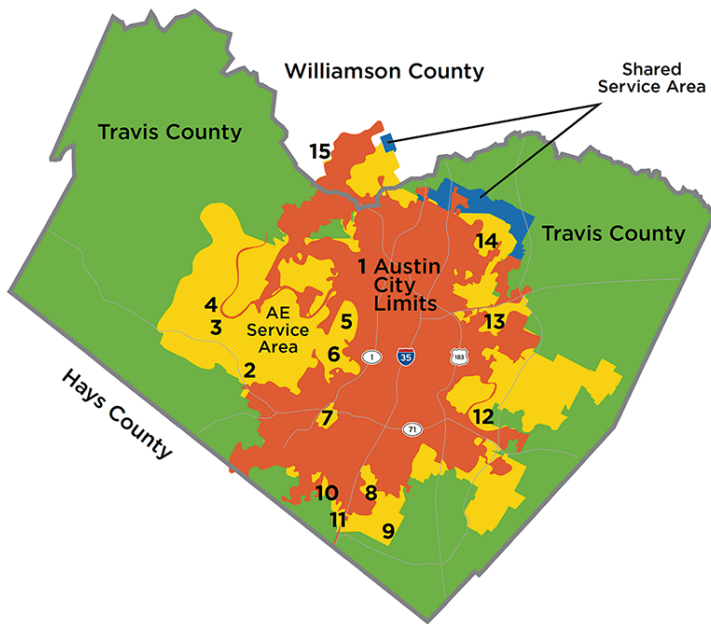 Williamson County
Shared
Service Area
Travis County
15
Travis County
14
1 Austin
City
Limits
4
3
AE
Service
Area
5
13
6
1
35
183
2
Hays County
7
12
71
10
8
11
9